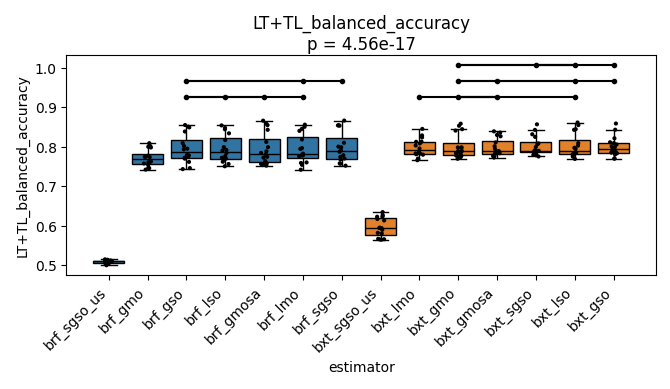 LT+TL_balanced_accuracy
p = 4.56e-17
LT+TL_balanced_accuracy
1.0
0.9
0.8
0.7
0.6
0.5
brf_sgso_us
brf_gmo
brf_gso
brf_lso
brf_gmosa
brf_lmo
brf_sgso
bxt_sgso_us
bxt_lmo
bxt_gmo
bxt_gmosa
bxt_sgso
bxt_lso
bxt_gso
estimator